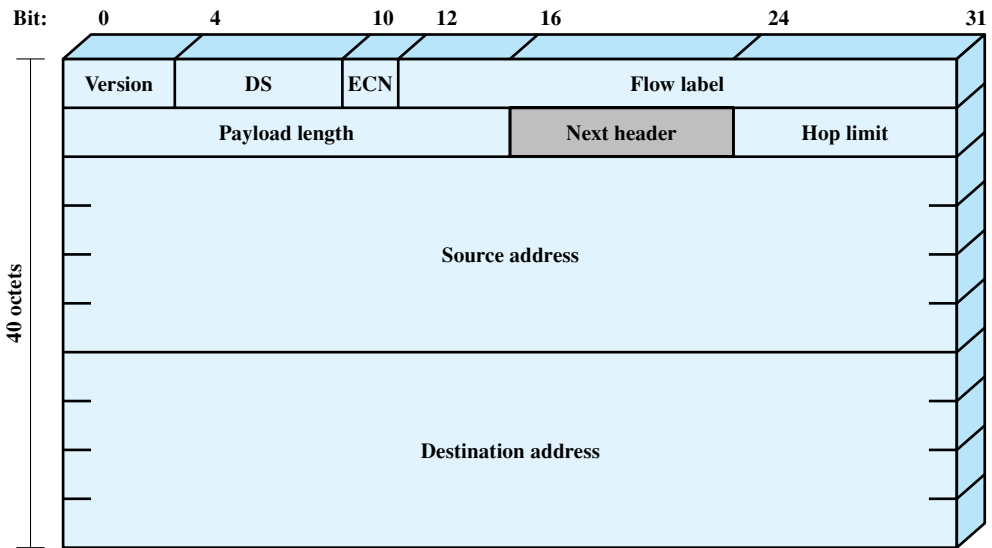 Bit: 0 4 10 12 16 24 31
Version DS ECN Flow label
Payload length Next header Hop limit
Source address
40 octets
Destination address